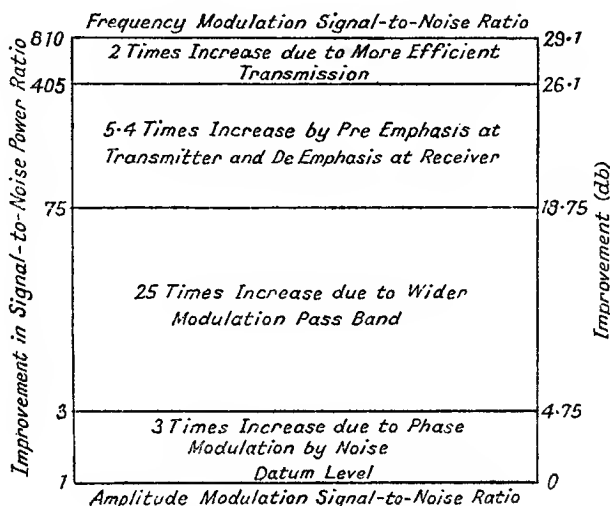 Frequency Modulation Signal-to-Noise Ratio
810
29·1
2 Times Increase due to More Efficient
Transmission
405
26·1
5·4 Times Increase by Pre Emphasis at
Transmitter and De Emphasis at Receiver
75
18·75
25 Times Increase due to Wider
Modulation Pass Band
3
4·75
3 Times Increase due to Phase
Modulation by Noise
Datum Level
1
0
Amplitude Modulation Signal-to-Noise Ratio
Improvement in Signal-to-Noise Power Ratio
Improvement (db)